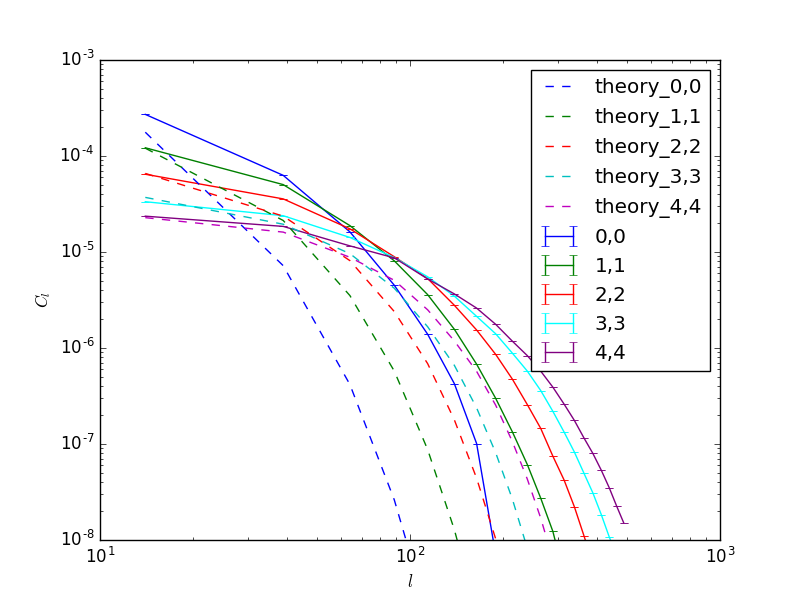 10^-3
10^-4
10^-5
10^-6
10^-7
10^-8
C_l
10^1
10^2
10^3
l
theory_0,0
theory_1,1
theory_2,2
theory_3,3
theory_4,4
0,0
1,1
2,2
3,3
4,4